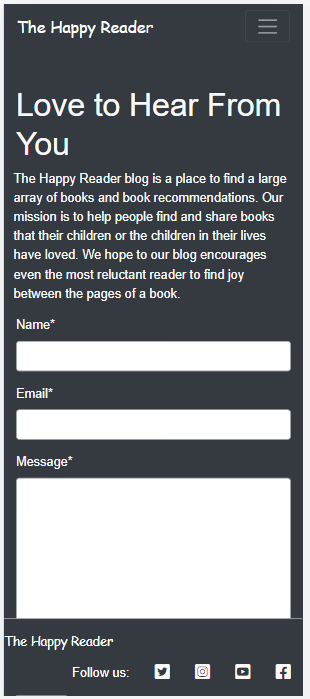 The Happy Reader
Love to Hear From
You
The Happy Reader blog is a place to find a large
array of books and book recommendations. Our
mission is to help people find and share books
that their children or the children in their lives
have loved. We hope to our blog encourages
even the most reluctant reader to find joy
between the pages of a book.
Name*
Email*
Message*
The Happy Reader
Follow us: